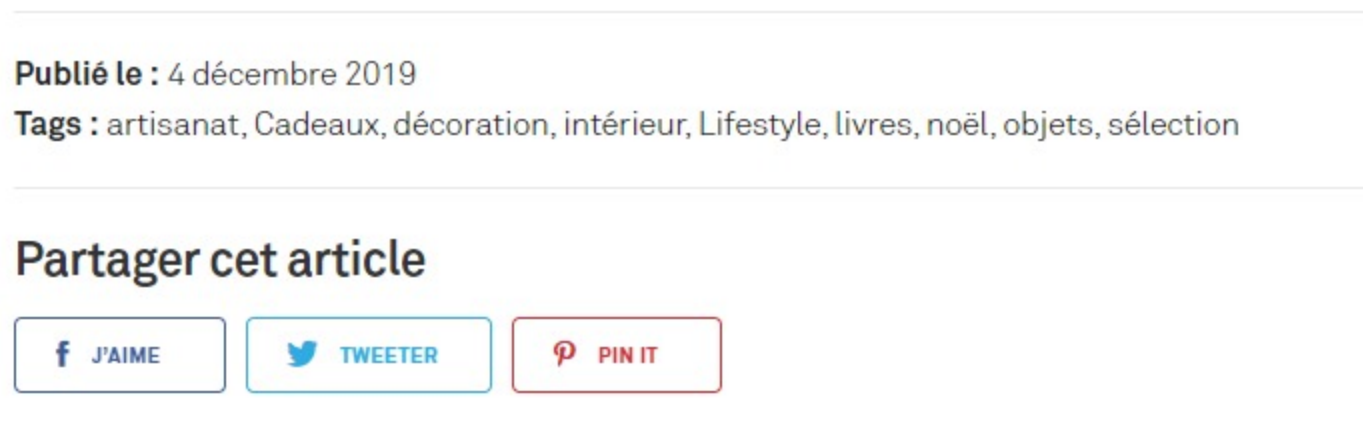 Publié le : 4 décembre 2019
Tags : artisanat, Cadeaux, décoration, intérieur, Lifestyle, livres, noël, objets, sélection
Partager cet article
f J'AIME TWEETER PIN IT